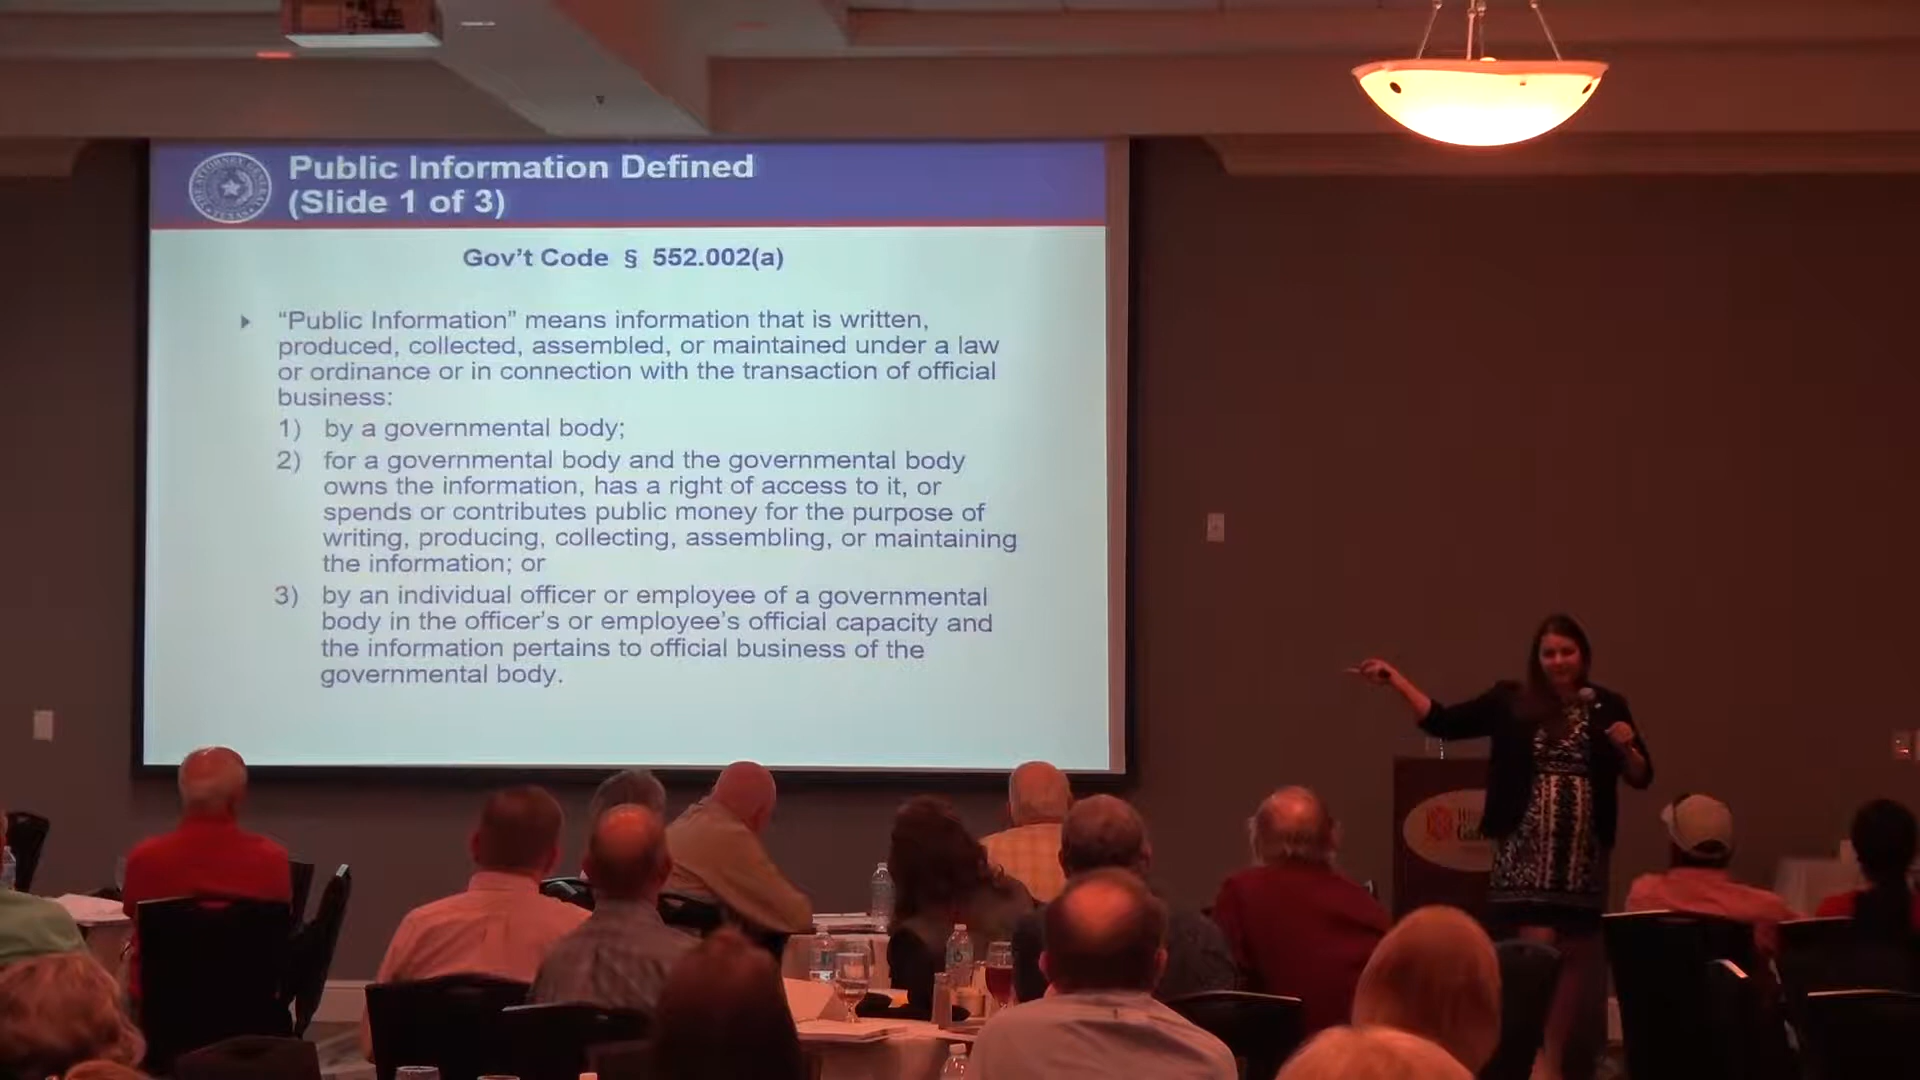 Public Information Defined
(Slide 1 of 3)
Gov't Code § 552.002(a)
“Public Information” means information that is written,
produced, collected, assembled, or maintained under a law
or ordinance or in connection with the transaction of official
business:
1) by a governmental body;
2) for a governmental body and the governmental body
owns the information, has a right of access to it, or
spends or contributes public money for the purpose of
writing, producing, collecting, assembling, or maintaining
the information; or
3) by an individual officer or employee of a governmental
body in the officer's or employee's official capacity and
the information pertains to official business of the
governmental body.